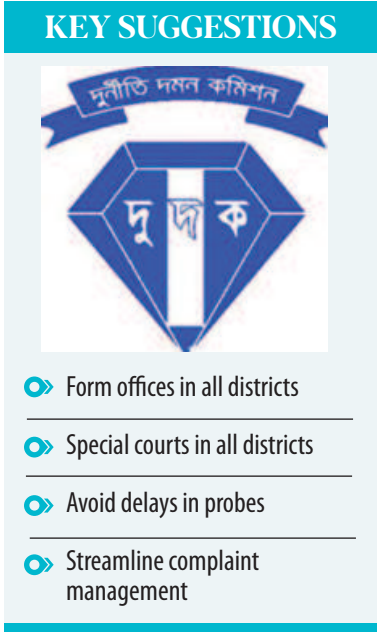 KEY SUGGESTIONS
দুর্নীতি দমন কমিশন
দুদক
Form offices in all districts
Special courts in all districts
Avoid delays in probes
Streamline complaint
management